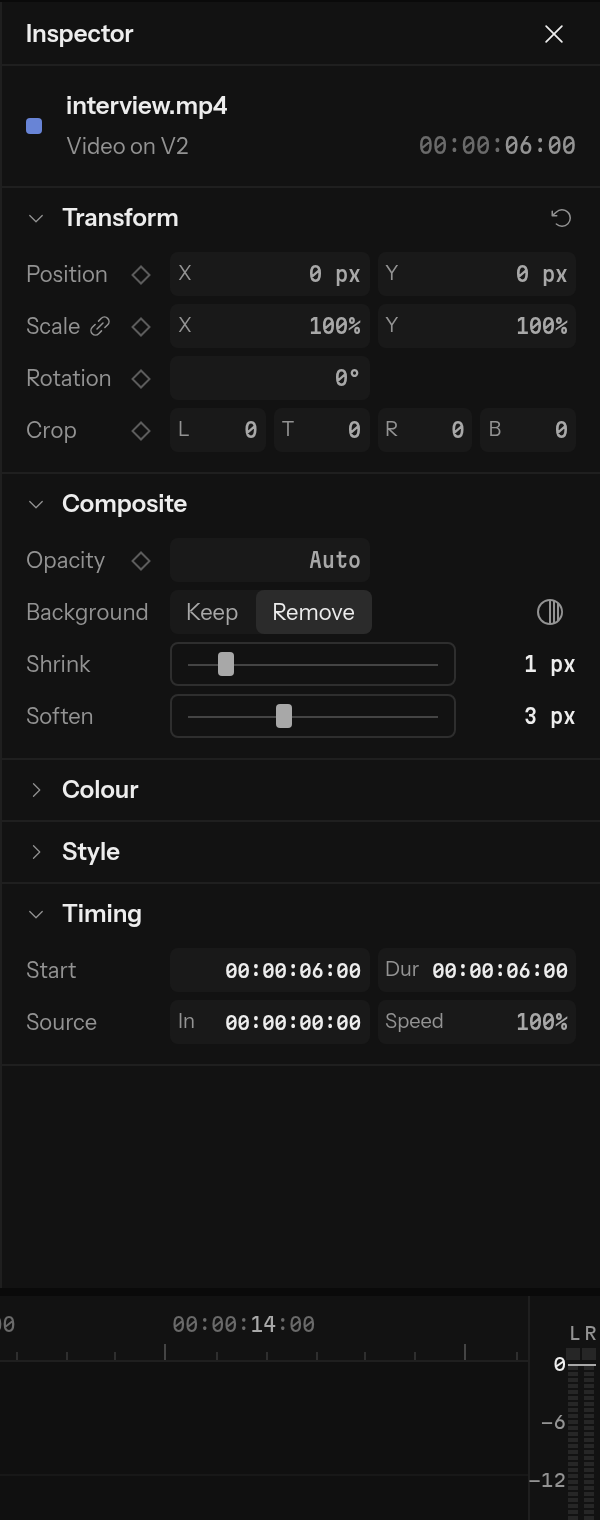 Inspector
interview.mp4
Video on V2 00:00:06:00
Transform
Position X 0 px Y 0 px
Scale X 100% Y 100%
Rotation 0°
Crop L 0 T 0 R 0 B 0
Composite
Opacity Auto
Background Keep Remove
Shrink 1 px
Soften 3 px
Colour
Style
Timing
Start 00:00:06:00 Dur 00:00:06:00
Source In 00:00:00:00 Speed 100%
00:00:14:00
L R
0
−6
−12